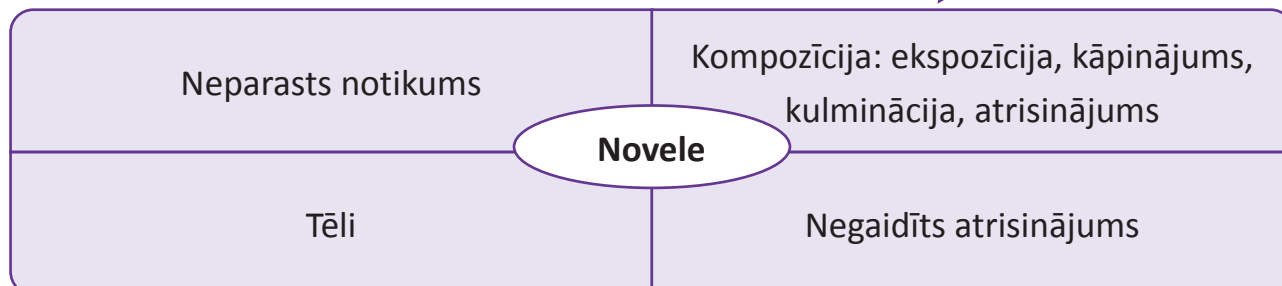 Neparasts notikums
Kompozīcija: ekspozīcija, kāpinājums,
kulminācija, atrisinājums
Novele
Tēli
Negaidīts atrisinājums